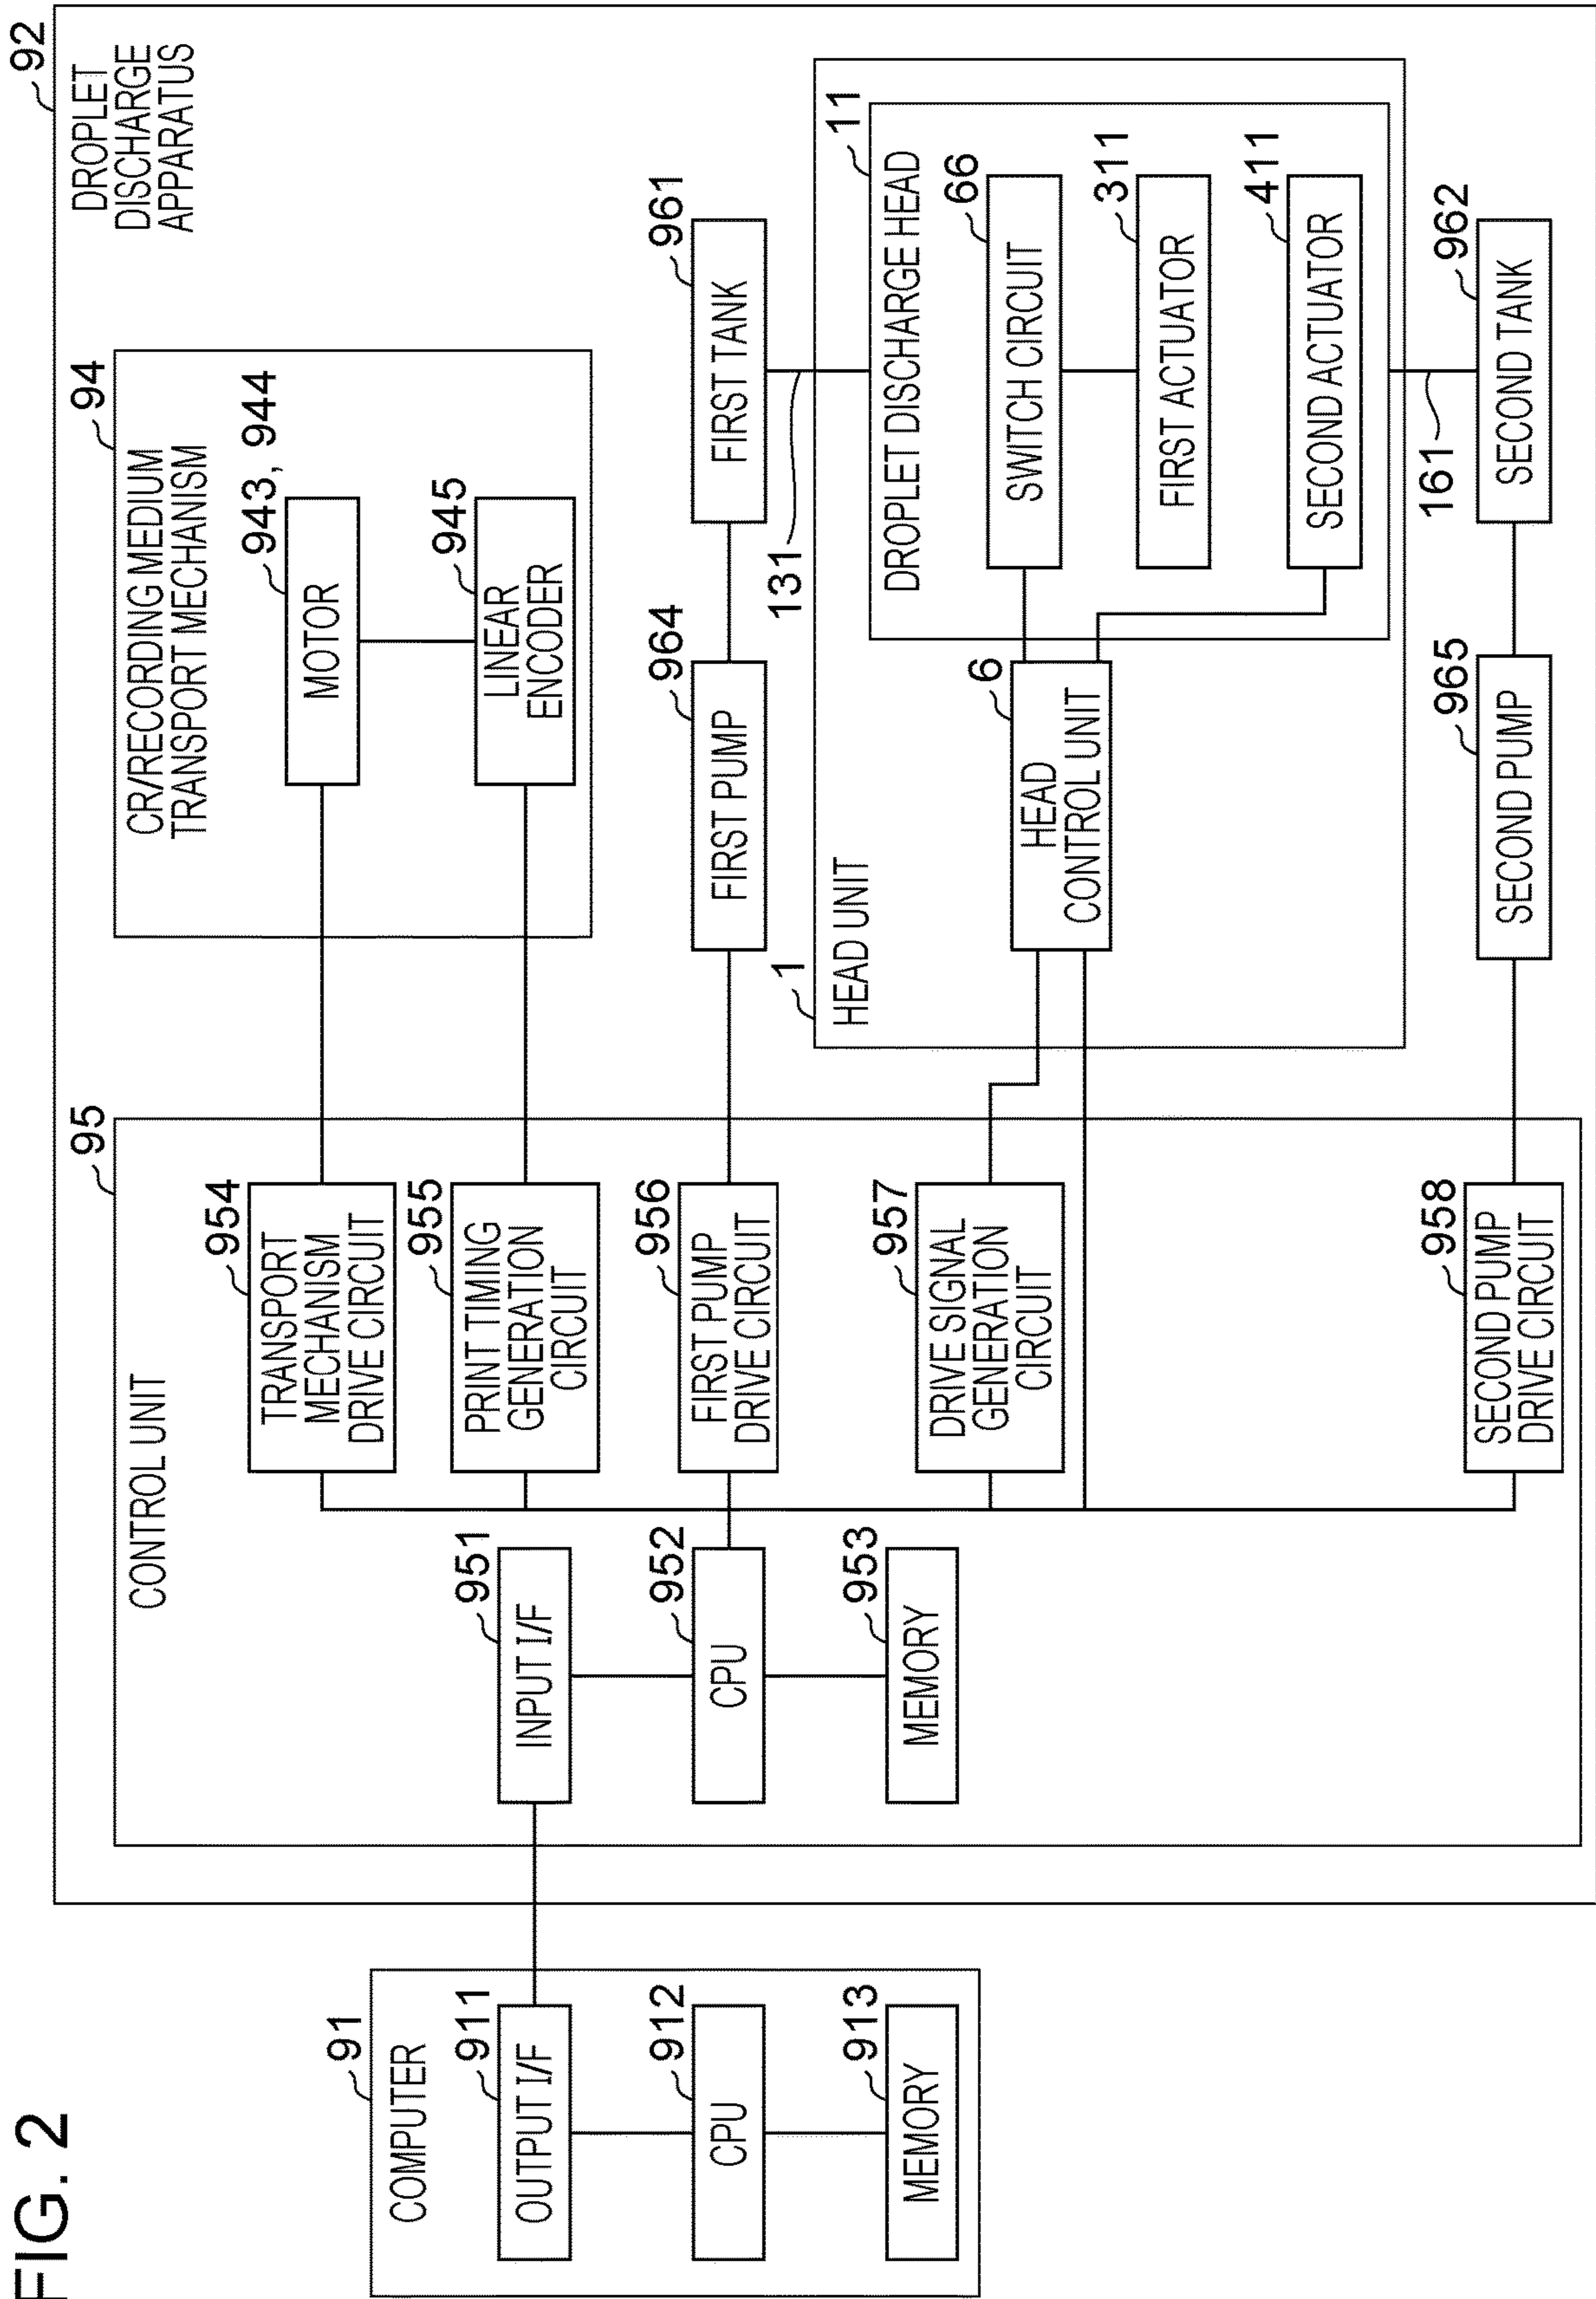 FIG. 2
91
COMPUTER
911
OUTPUT I/F
912
CPU
913
MEMORY
92
DROPLET
DISCHARGE
APPARATUS
95
CONTROL UNIT
951
INPUT I/F
952
CPU
953
MEMORY
954
TRANSPORT
MECHANISM
DRIVE CIRCUIT
955
PRINT TIMING
GENERATION
CIRCUIT
956
FIRST PUMP
DRIVE CIRCUIT
957
DRIVE SIGNAL
GENERATION
CIRCUIT
958
SECOND PUMP
DRIVE CIRCUIT
94
CR/RECORDING MEDIUM
TRANSPORT MECHANISM
943, 944
MOTOR
945
LINEAR
ENCODER
964
FIRST PUMP
961
FIRST TANK
131
1
HEAD UNIT
6
HEAD
CONTROL UNIT
11
DROPLET DISCHARGE HEAD
66
SWITCH CIRCUIT
311
FIRST ACTUATOR
411
SECOND ACTUATOR
161
965
SECOND PUMP
962
SECOND TANK